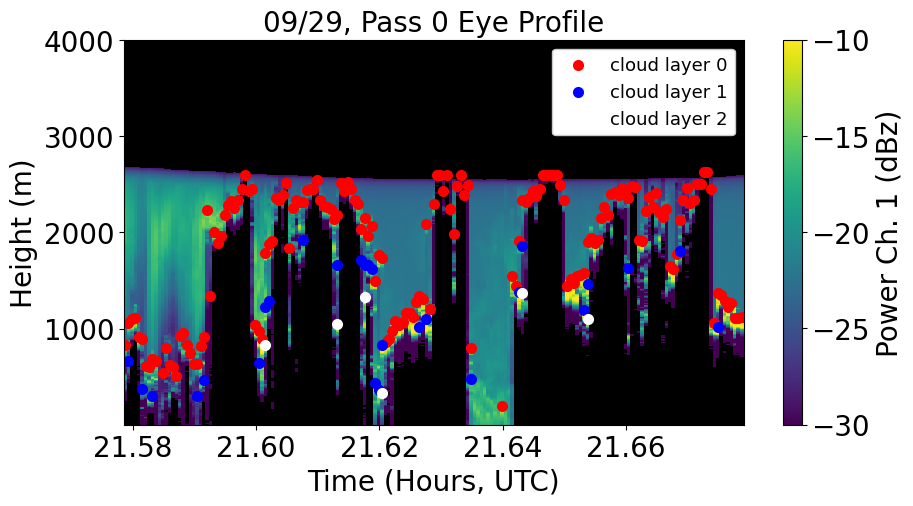 09/29, Pass 0 Eye Profile
4000
3000
2000
1000
Height (m)
cloud layer 0
cloud layer 1
cloud layer 2
21.58 21.60 21.62 21.64 21.66
Time (Hours, UTC)
−10
−15
−20
−25
−30
Power Ch. 1 (dBz)